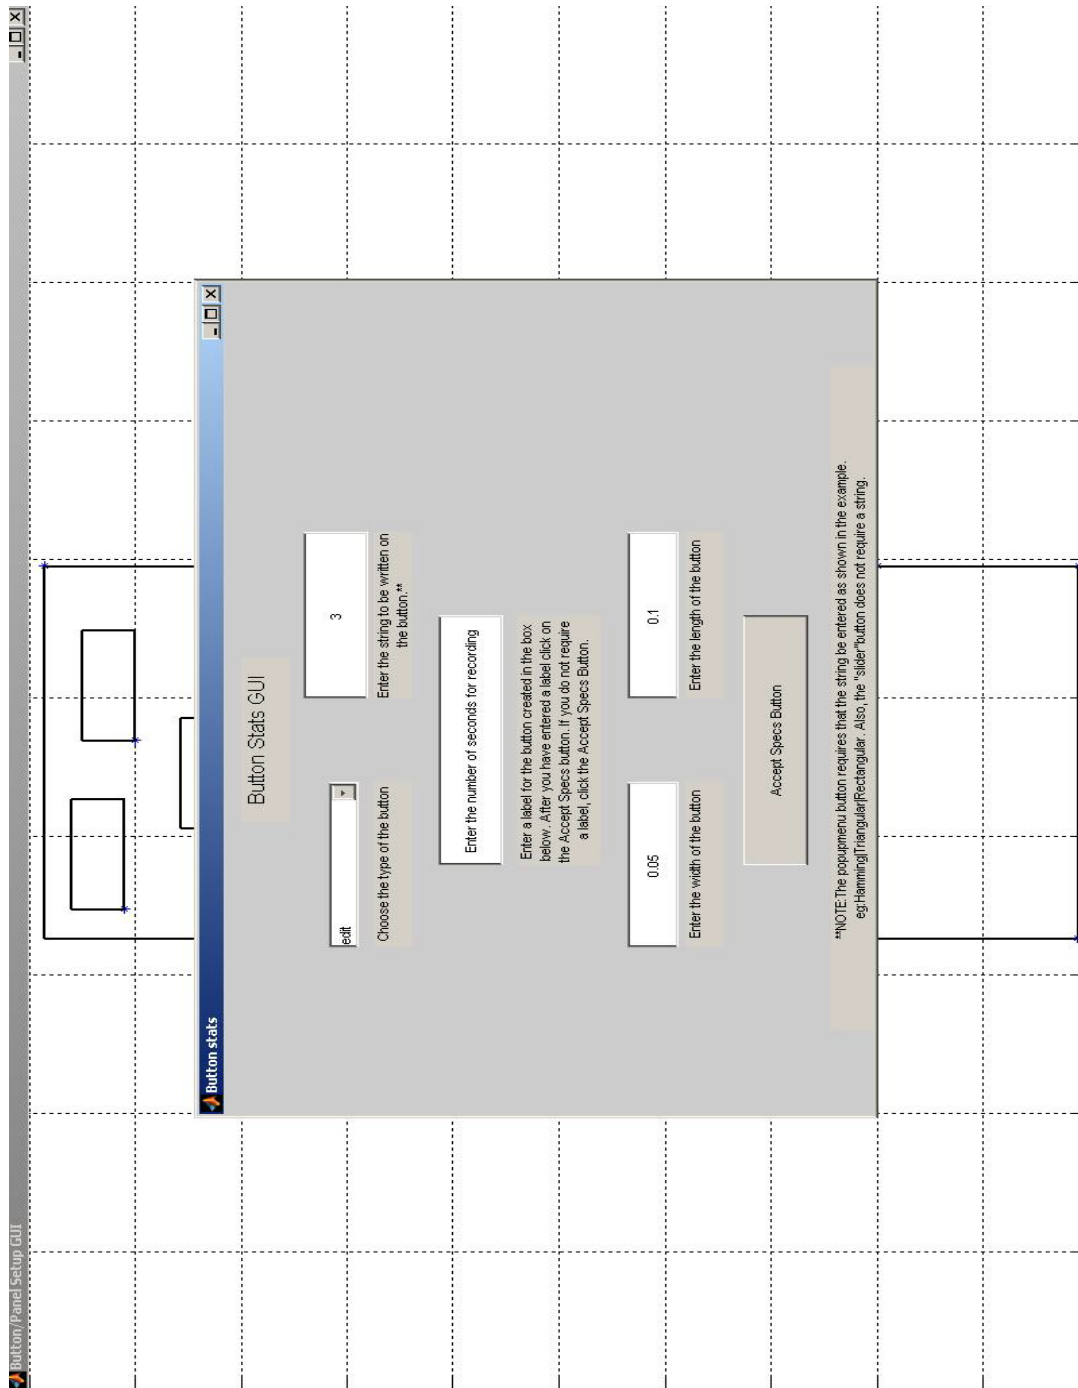 Button/Panel Setup GUI
Button stats
Button Stats GUI
edit
3
Choose the type of the button
Enter the string to be written on
the button.**
Enter the number of seconds for recording
Enter a label for the button created in the box
below. After you have entered a label click on
the Accept Specs button. If you do not require
a label, click the Accept Specs Button.
0.05
0.1
Enter the width of the button
Enter the length of the button
Accept Specs Button
**NOTE:The popupmenu button requires that the string be entered as shown in the example.
eg:Hamming|Triangular|Rectangular. Also, the "slider"button does not require a string.